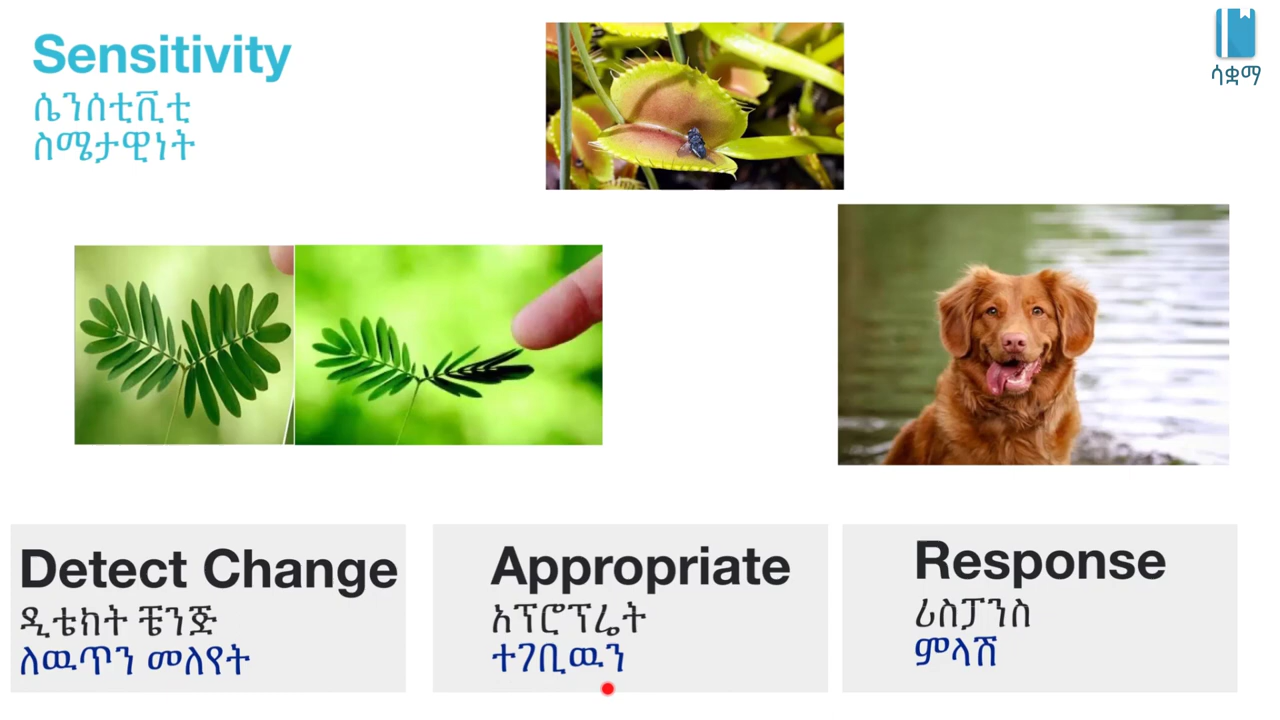 Sensitivity
ሴንሰቲቪቲ
ስሜታዊነት
ሳቋማ
Detect Change
ዲቴክት ቼንጅ
ለዉጥን መለየት
Appropriate
አፕሮፕሬት
ተገቢዉን
Response
ሪስፓንስ
ምላሽ